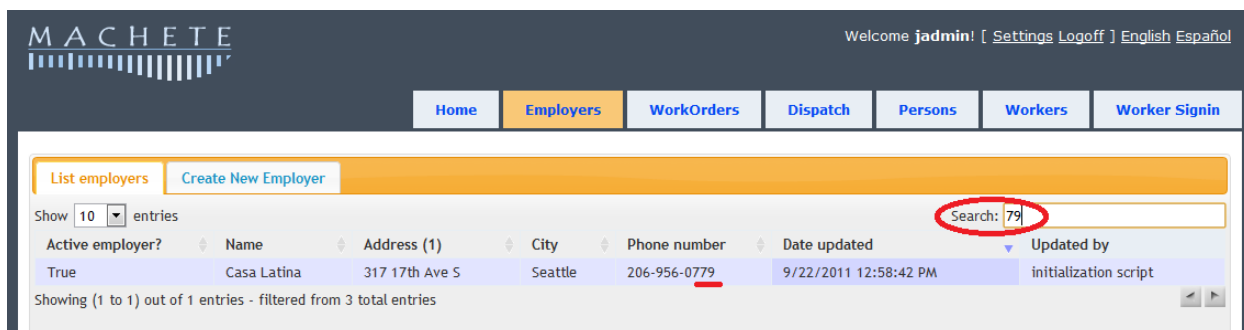 MACHETE
Welcome jadmin! [ Settings Logoff ] English Español
Home Employers WorkOrders Dispatch Persons Workers Worker Signin
List employers Create New Employer
Show 10 entries Search: 79
Active employer? Name Address (1) City Phone number Date updated Updated by
True Casa Latina 317 17th Ave S Seattle 206-956-0779 9/22/2011 12:58:42 PM initialization script
Showing (1 to 1) out of 1 entries - filtered from 3 total entries